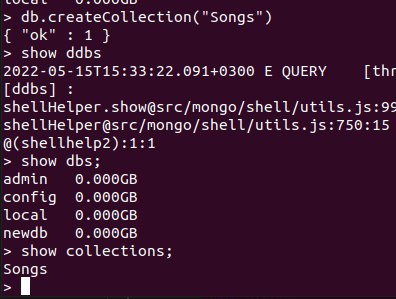 local   0.000GB
> db.createCollection("Songs")
{ "ok" : 1 }
> show ddbs
2022-05-15T15:33:22.091+0300 E QUERY    [thr
[ddbs] :
shellHelper.show@src/mongo/shell/utils.js:99
shellHelper@src/mongo/shell/utils.js:750:15
@(shellhelp2):1:1
> show dbs;
admin   0.000GB
config  0.000GB
local   0.000GB
newdb   0.000GB
> show collections;
Songs
>